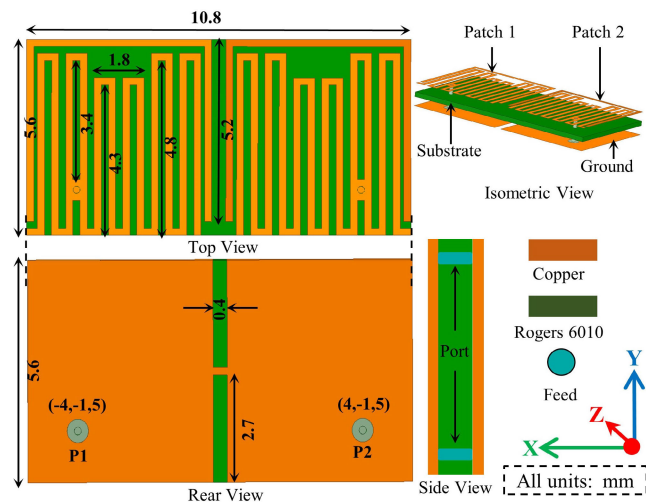 10.8
Patch 1
Patch 2
1.8
5.6
3.4
4.3
4.8
5.2
Substrate
Ground
Isometric View
Top View
Copper
Rogers 6010
Feed
Port
5.6
0.4
2.7
(-4,-1,5)
P1
(4,-1,5)
P2
Rear View
Side View
Y
Z
X
All units: mm